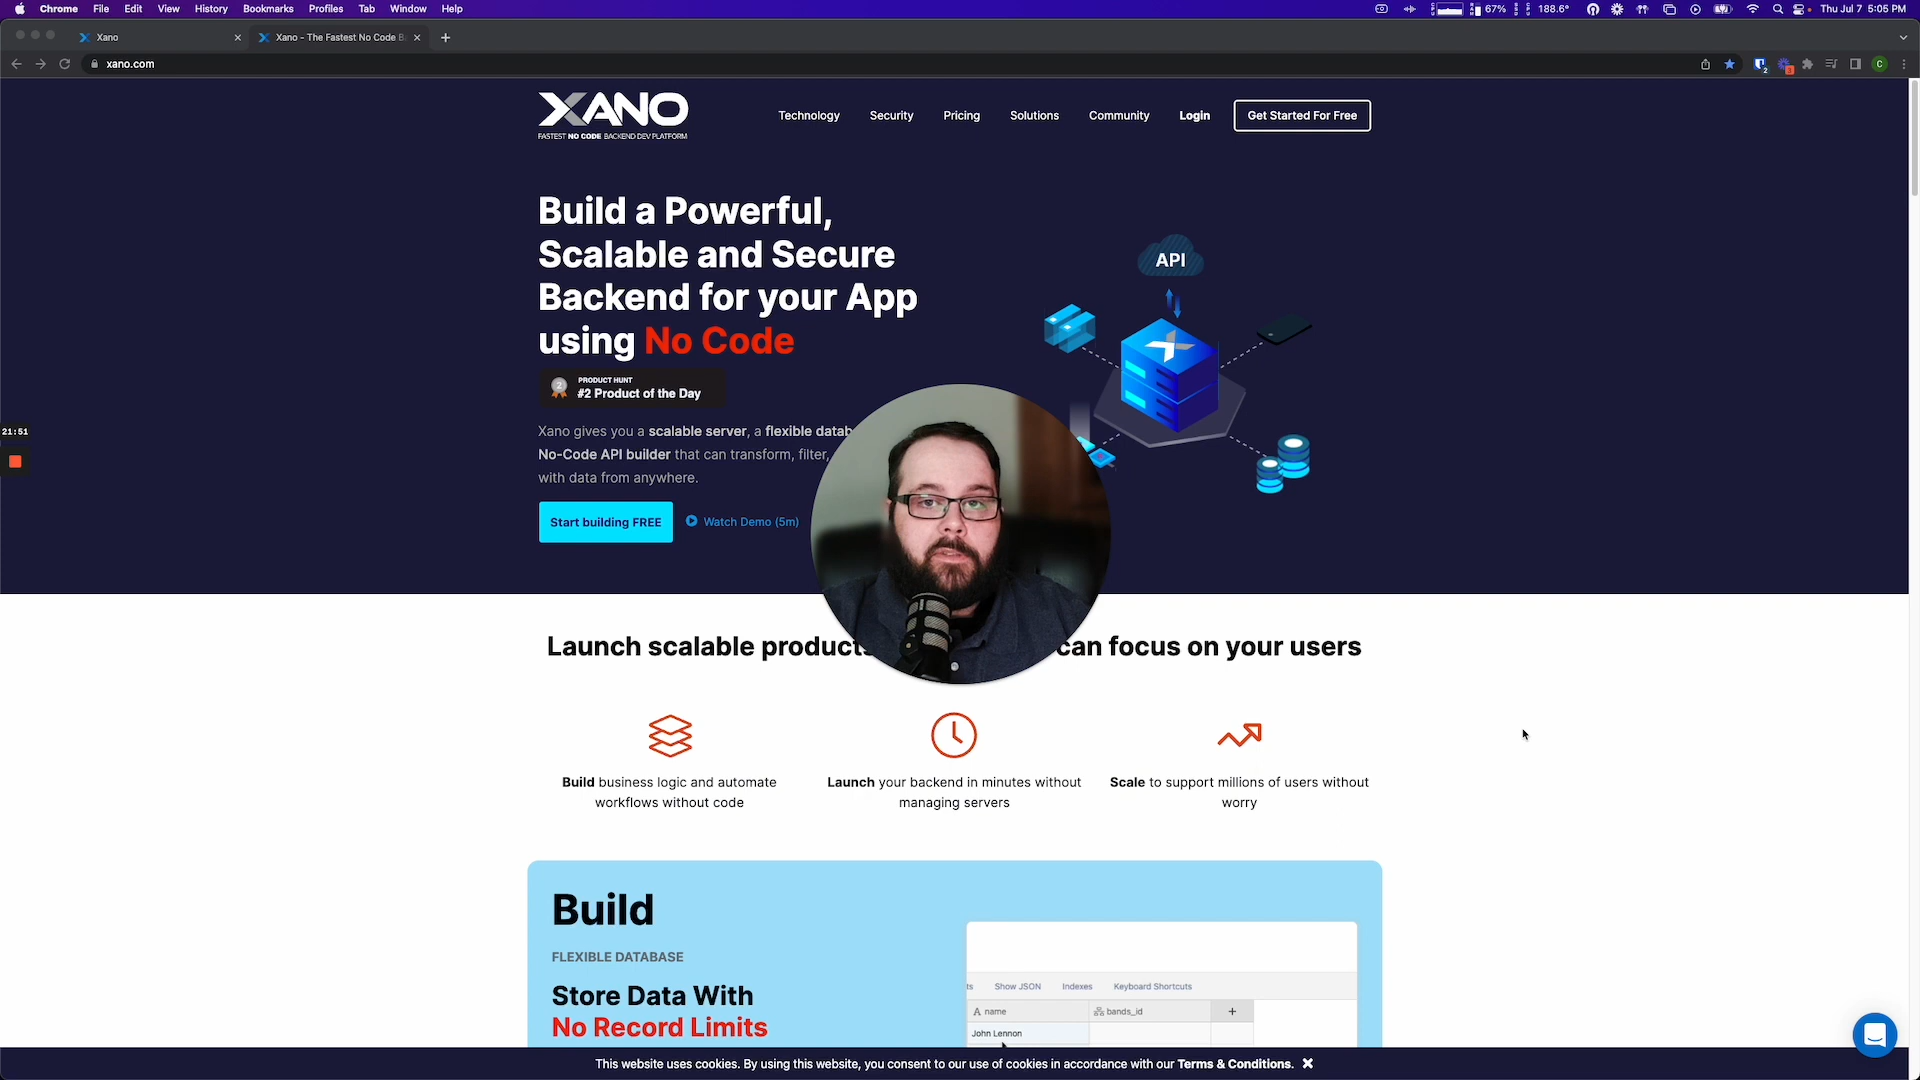 Chrome File Edit View History Bookmarks Profiles Tab Window Help 67% 188.6° Thu Jul 7 5:05 PM
Xano Xano - The Fastest No Code B
xano.com
XANO
FASTEST NO CODE BACKEND DEV PLATFORM
Technology Security Pricing Solutions Community Login Get Started For Free
Build a Powerful,
Scalable and Secure
Backend for your App
using No Code
API
PRODUCT HUNT
#2 Product of the Day
21:51
Xano gives you a scalable server, a flexible datab
No-Code API builder that can transform, filter,
with data from anywhere.
Start building FREE Watch Demo (5m)
Launch scalable products can focus on your users
Build business logic and automate
workflows without code
Launch your backend in minutes without
managing servers
Scale to support millions of users without
worry
Build
FLEXIBLE DATABASE
Store Data With
No Record Limits
ts Show JSON Indexes Keyboard Shortcuts
A name bands_id +
John Lennon
This website uses cookies. By using this website, you consent to our use of cookies in accordance with our Terms & Conditions. X